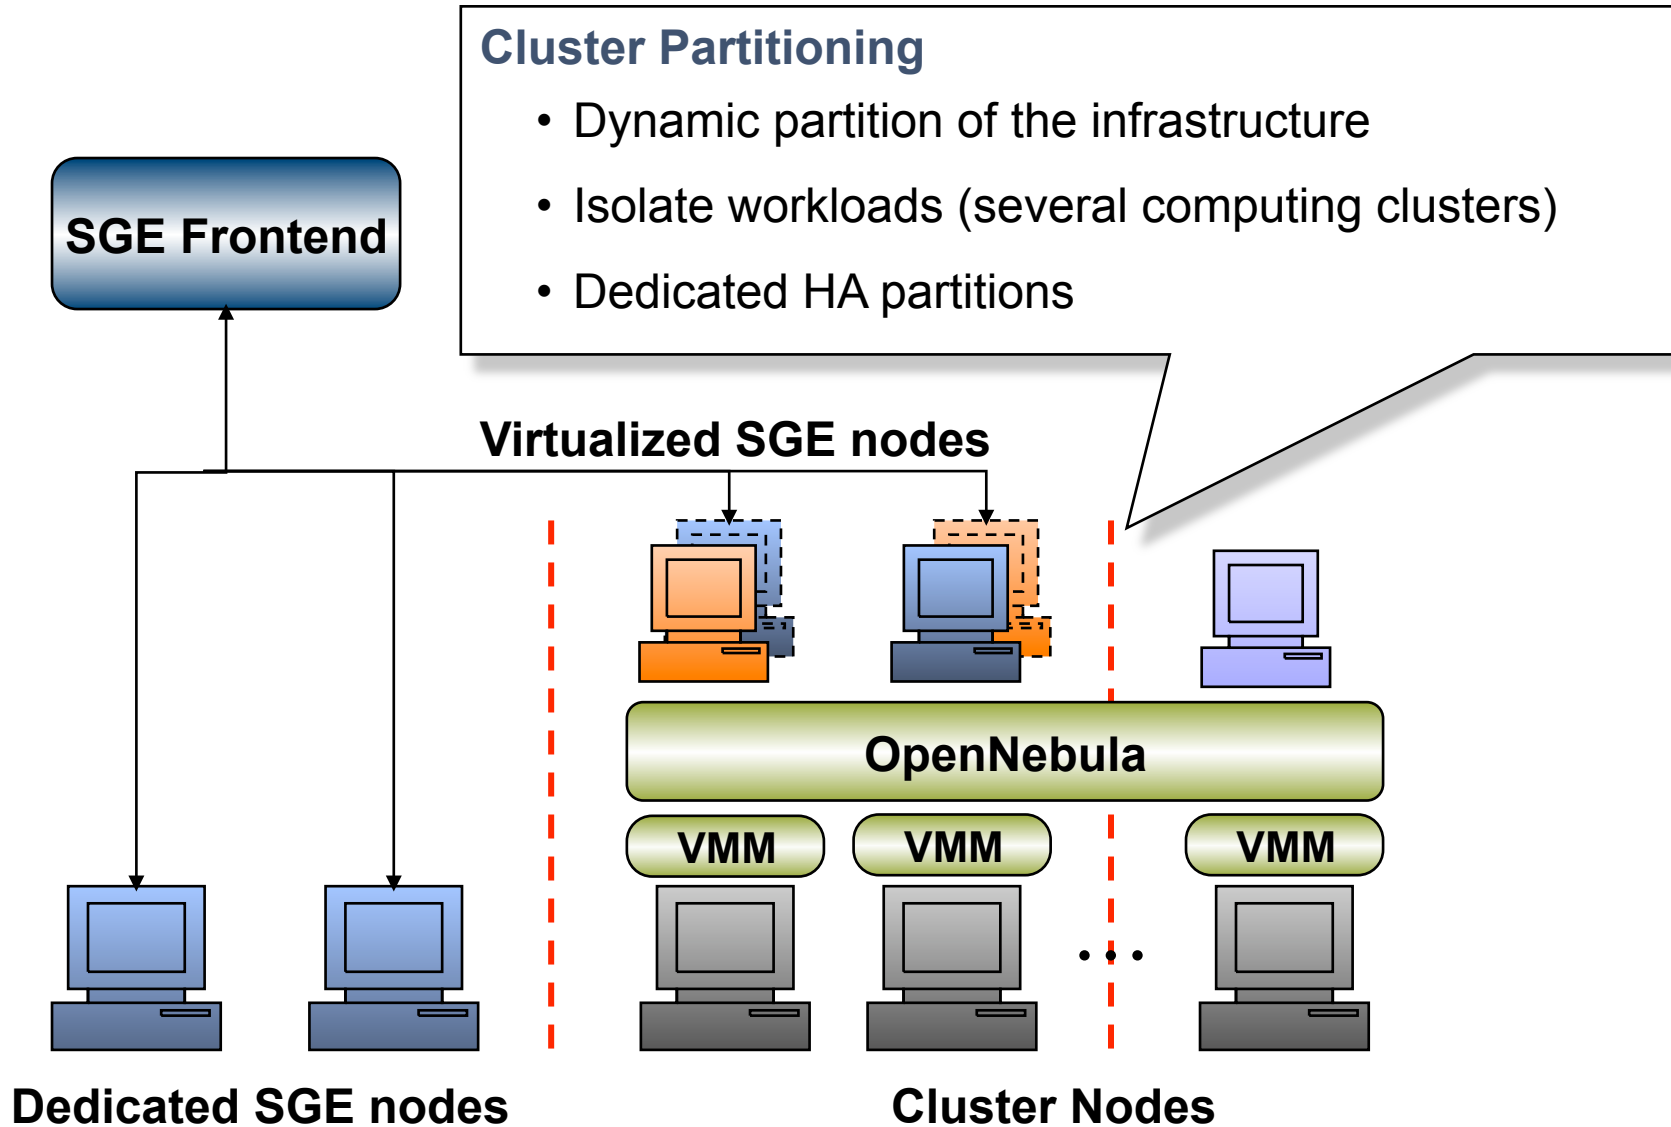 Cluster Partitioning
• Dynamic partition of the infrastructure
• Isolate workloads (several computing clusters)
• Dedicated HA partitions
SGE Frontend
Virtualized SGE nodes
OpenNebula
VMM
VMM
VMM
...
Dedicated SGE nodes
Cluster Nodes